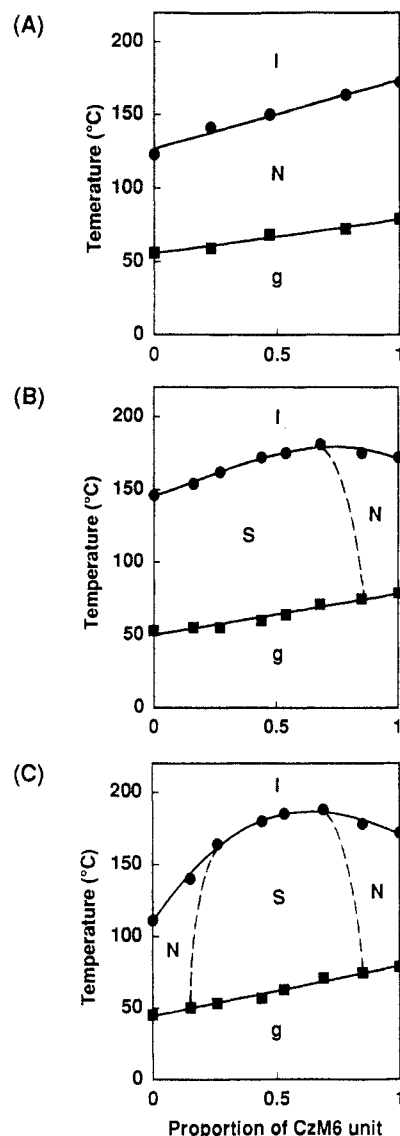 (A)
Temerature (°C)
200
150
100
50
0
I
N
g
0
0.5
1
(B)
Temperature (°C)
200
150
100
50
0
I
S
N
g
0
0.5
1
(C)
Temperature (°C)
200
150
100
50
0
I
N
S
N
g
0
0.5
1
Proportion of CzM6 unit